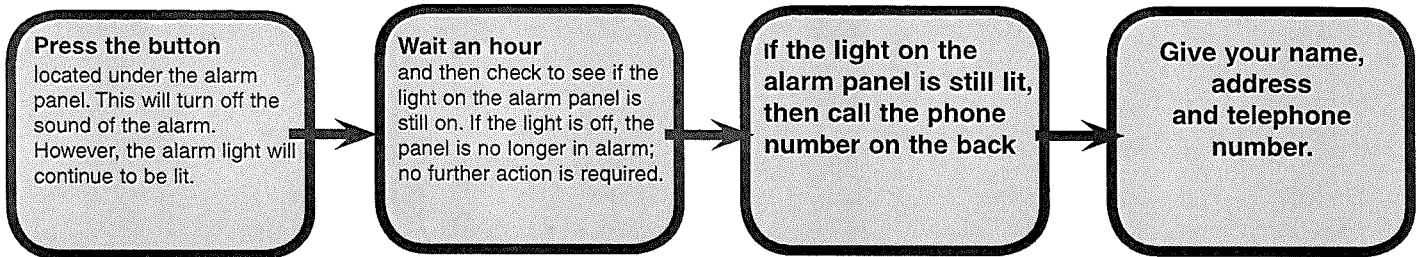 Press the button
located under the alarm
panel. This will turn off the
sound of the alarm.
However, the alarm light will
continue to be lit.
Wait an hour
and then check to see if the
light on the alarm panel is
still on. If the light is off, the
panel is no longer in alarm;
no further action is required.
If the light on the
alarm panel is still lit,
then call the phone
number on the back
Give your name,
address
and telephone
number.